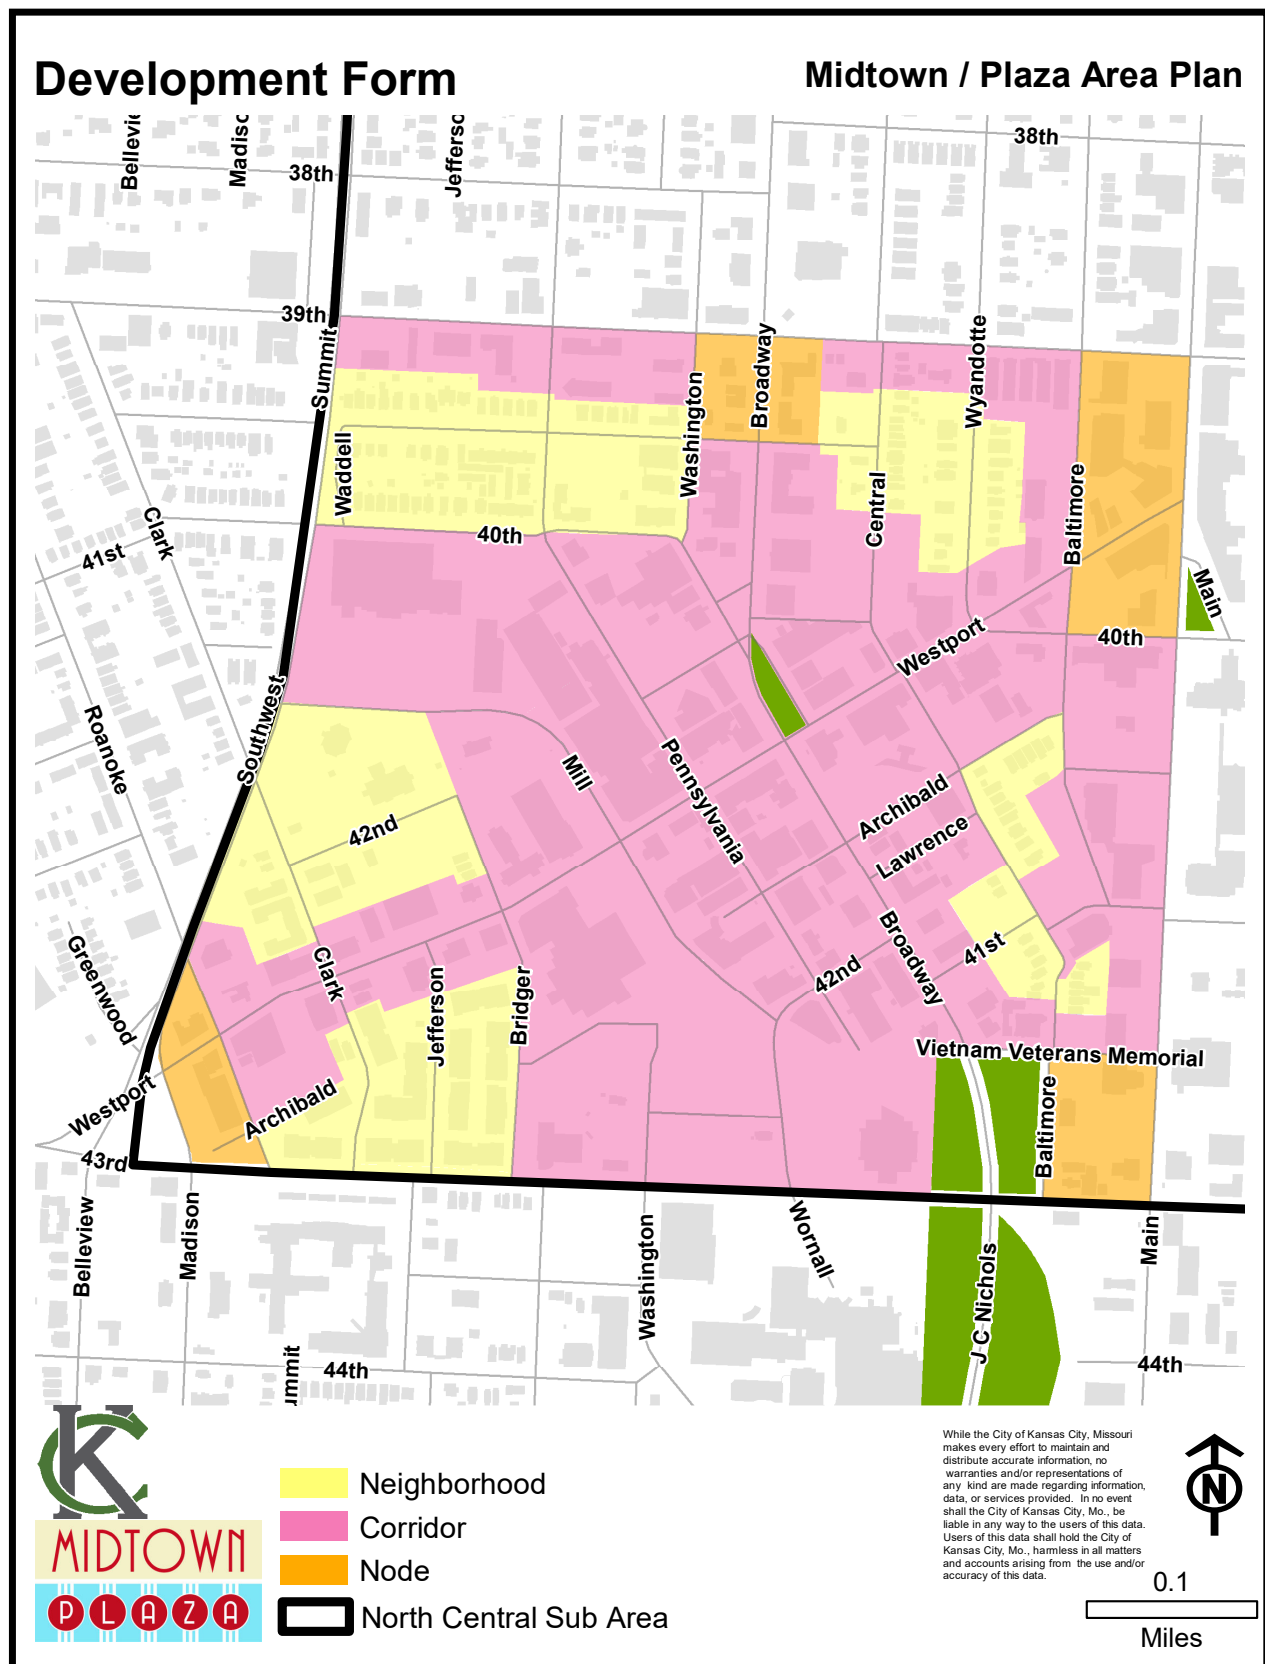 Development Form
Midtown / Plaza Area Plan
Bellevie
Madisc
38th
Jeffersc
38th
39th
Summit
Broadway
Wyandotte
Washington
Waddell
Central
Baltimore
40th
Clark
41st
Main
40th
Westport
Southwest
Roanoke
Mill
Pennsylvania
Archibald
42nd
Lawrence
Greenwood
Clark
Broadway
41st
Jefferson
Bridger
42nd
Vietnam Veterans Memorial
Westport
Archibald
Baltimore
43rd
Belleview
Madison
Washington
Wornall
Main
J C Nichols
ummit
44th
44th
KC
MIDTOWN
PLAZA
Neighborhood
Corridor
Node
North Central Sub Area
While the City of Kansas City, Missouri
makes every effort to maintain and
distribute accurate information, no
warranties and/or representations of
any kind are made regarding information,
data, or services provided. In no event
shall the City of Kansas City, Mo., be
liable in any way to the users of this data.
Users of this data shall hold the City of
Kansas City, Mo., harmless in all matters
and accounts arising from the use and/or
accuracy of this data.
N
0.1
Miles